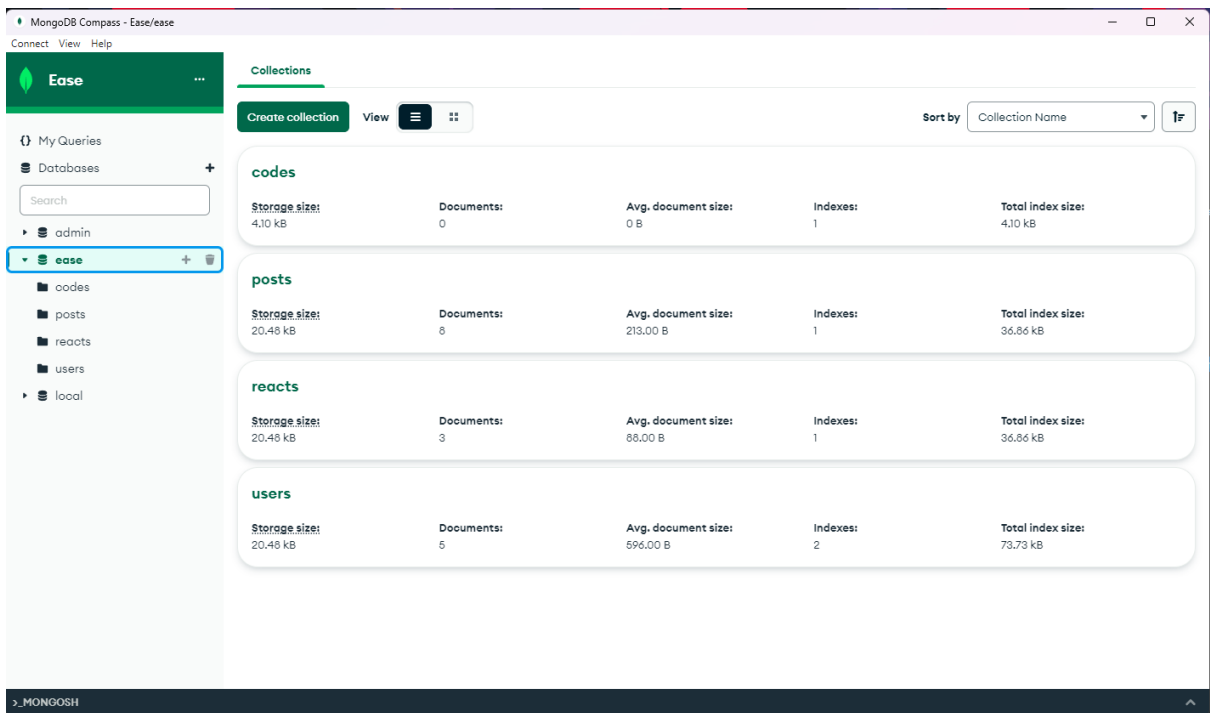 MongoDB Compass - Ease/ease
Connect View Help
Ease
...
{} My Queries
Databases
Search
admin
ease
codes
posts
reacts
users
local
Collections
Create collection View Sort by Collection Name
codes
Storage size: Documents: Avg. document size: Indexes: Total index size:
4.10 kB 0 0 B 1 4.10 kB
posts
Storage size: Documents: Avg. document size: Indexes: Total index size:
20.48 kB 8 213.00 B 1 36.86 kB
reacts
Storage size: Documents: Avg. document size: Indexes: Total index size:
20.48 kB 3 88.00 B 1 36.86 kB
users
Storage size: Documents: Avg. document size: Indexes: Total index size:
20.48 kB 5 596.00 B 2 73.73 kB
>_MONGOSH